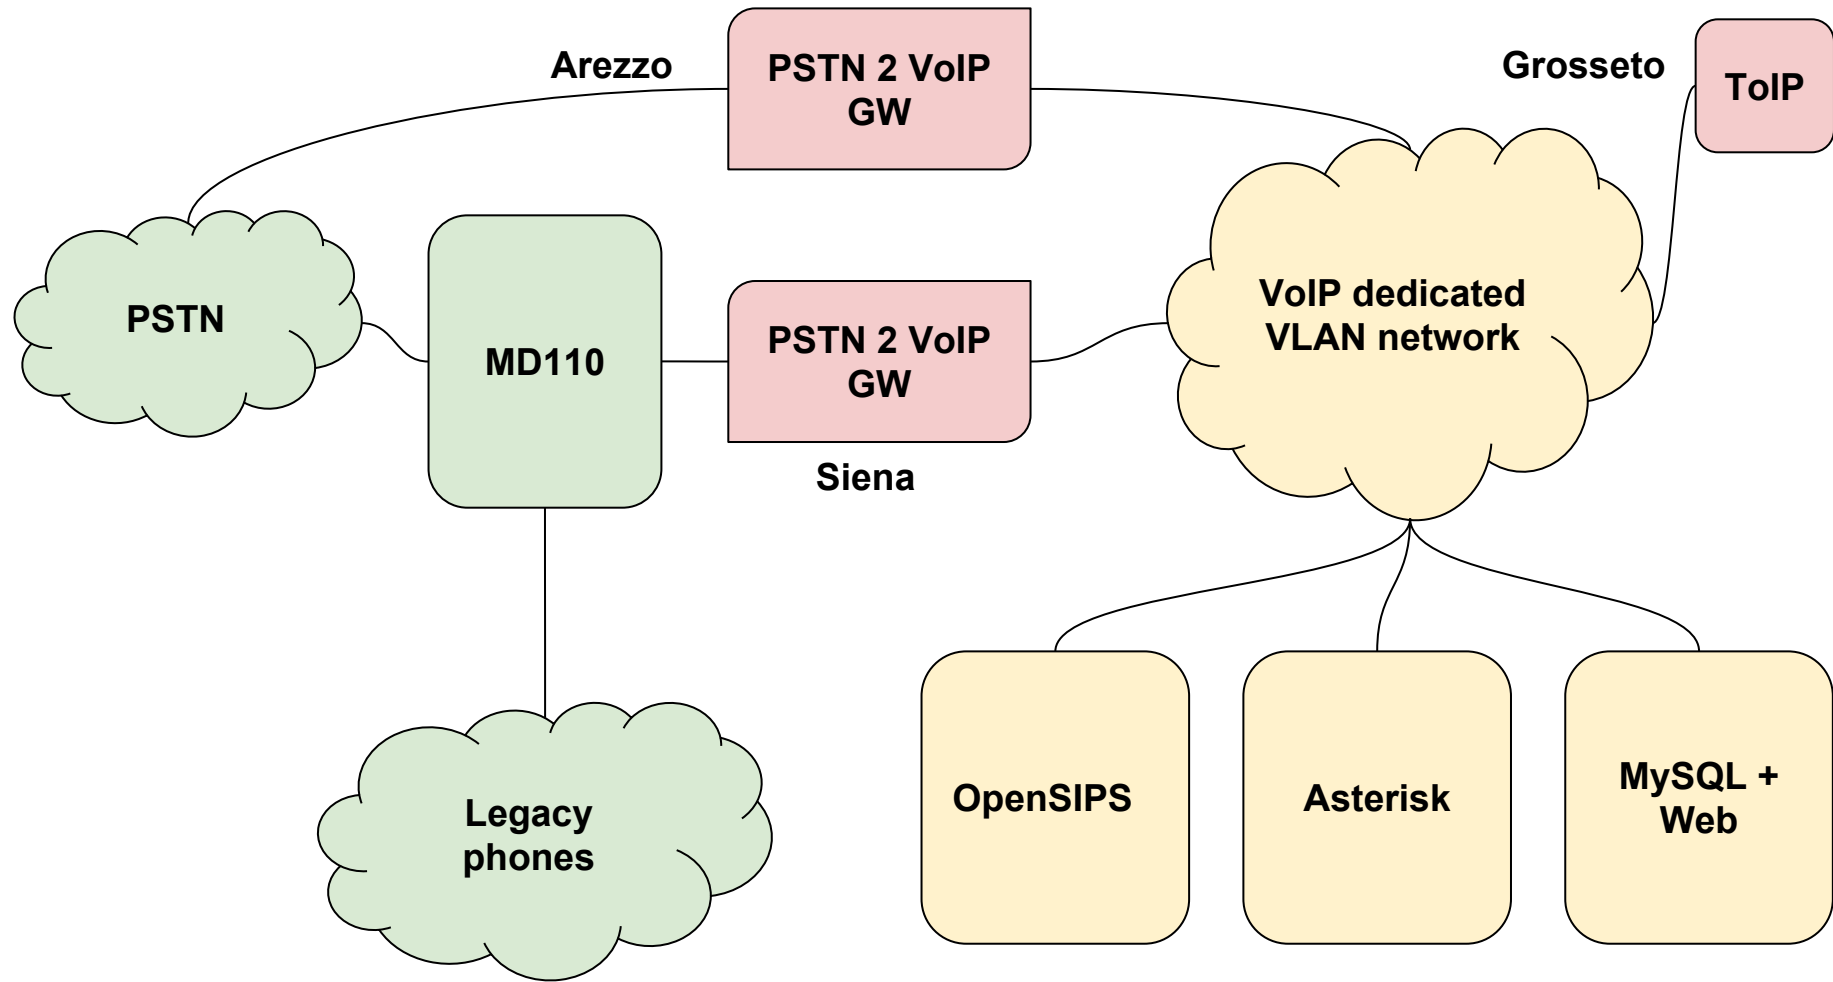 Arezzo
PSTN 2 VoIP
GW
Grosseto
ToIP
PSTN
MD110
PSTN 2 VoIP
GW
VoIP dedicated
VLAN network
Siena
Legacy
phones
OpenSIPS
Asterisk
MySQL +
Web